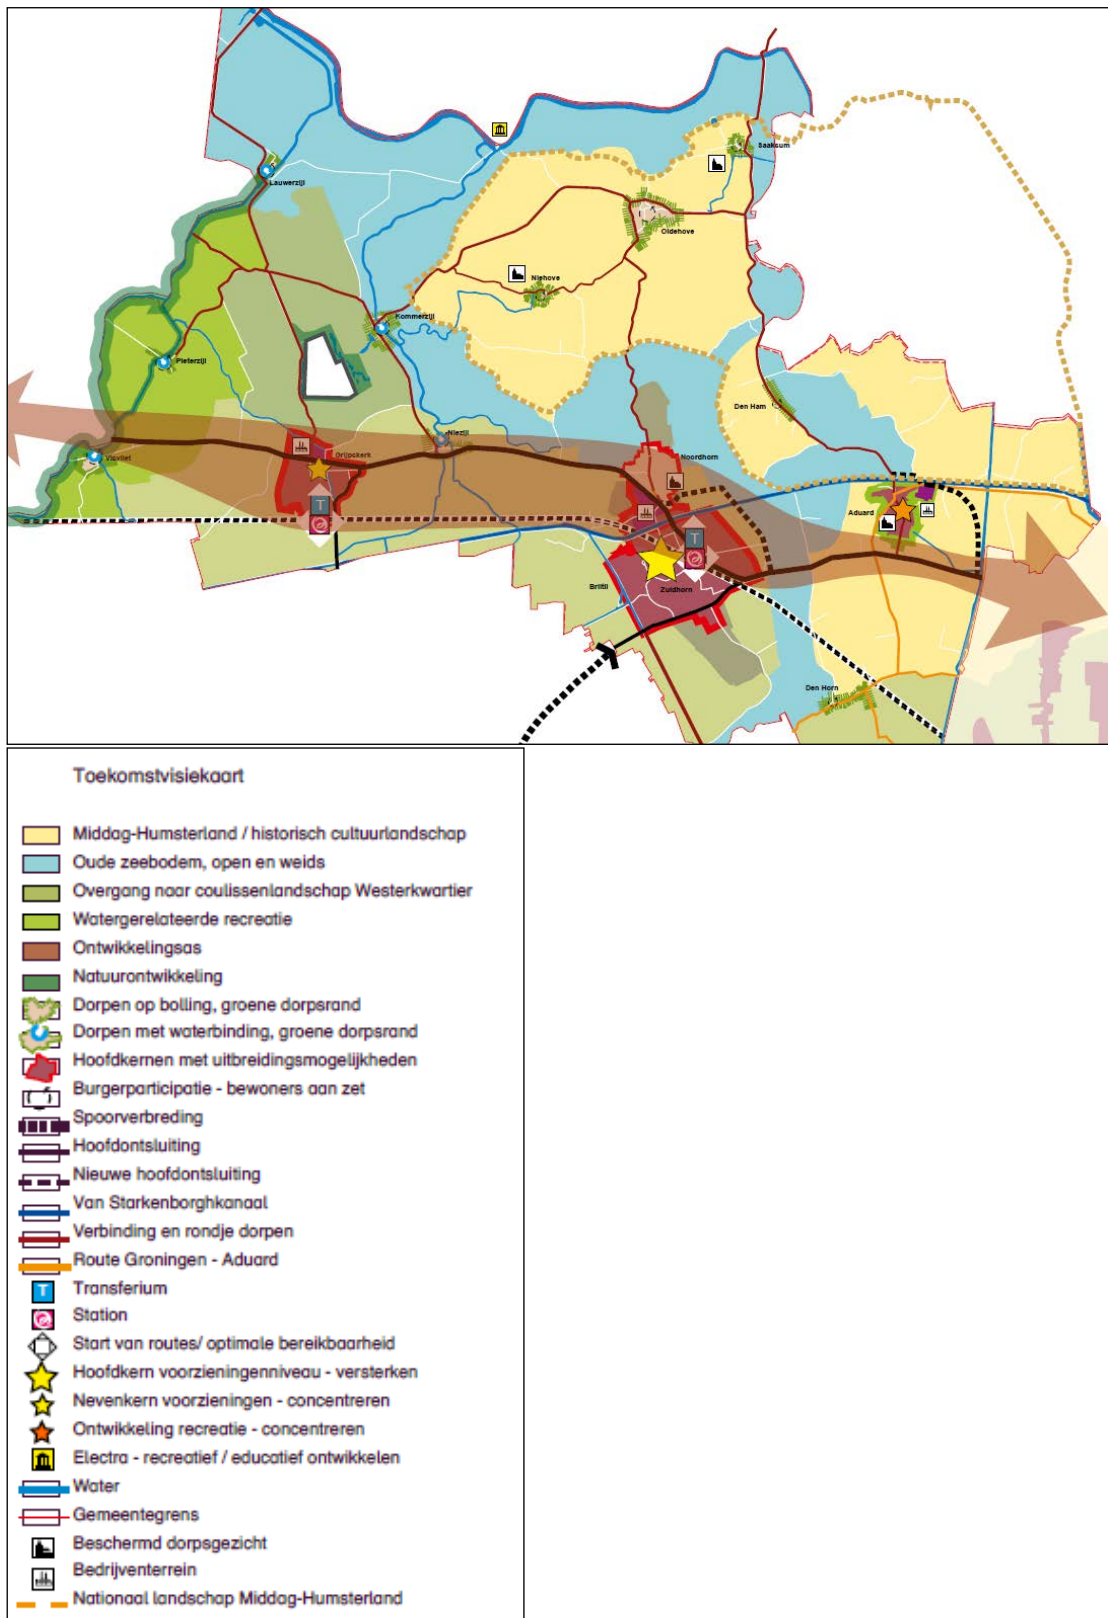 Saaksum
Lauwerzijl
Oldehove
Niehove
Kommerzijl
Pieterzijl
Den Ham
Niezijl
Visvliet
Grijpskerk
Noordhorn
Aduard
T
T
Briltil
Zuidhorn
Den Horn
Toekomstvisiekaart
Middag-Humsterland / historisch cultuurlandschap
Oude zeebodem, open en weids
Overgang naar coulissenlandschap Westerkwartier
Watergerelateerde recreatie
Ontwikkelingsas
Natuurontwikkeling
Dorpen op bolling, groene dorpsrand
Dorpen met waterbinding, groene dorpsrand
Hoofdkernen met uitbreidingsmogelijkheden
Burgerparticipatie - bewoners aan zet
Spoorverbreding
Hoofdontsluiting
Nieuwe hoofdontsluiting
Van Starkenborghkanaal
Verbinding en rondje dorpen
Route Groningen - Aduard
T Transferium
Station
Start van routes/ optimale bereikbaarheid
Hoofdkern voorzieningenniveau - versterken
Nevenkern voorzieningen - concentreren
Ontwikkeling recreatie - concentreren
Electra - recreatief / educatief ontwikkelen
Water
Gemeentegrens
Beschermd dorpsgezicht
Bedrijventerrein
Nationaal landschap Middag-Humsterland